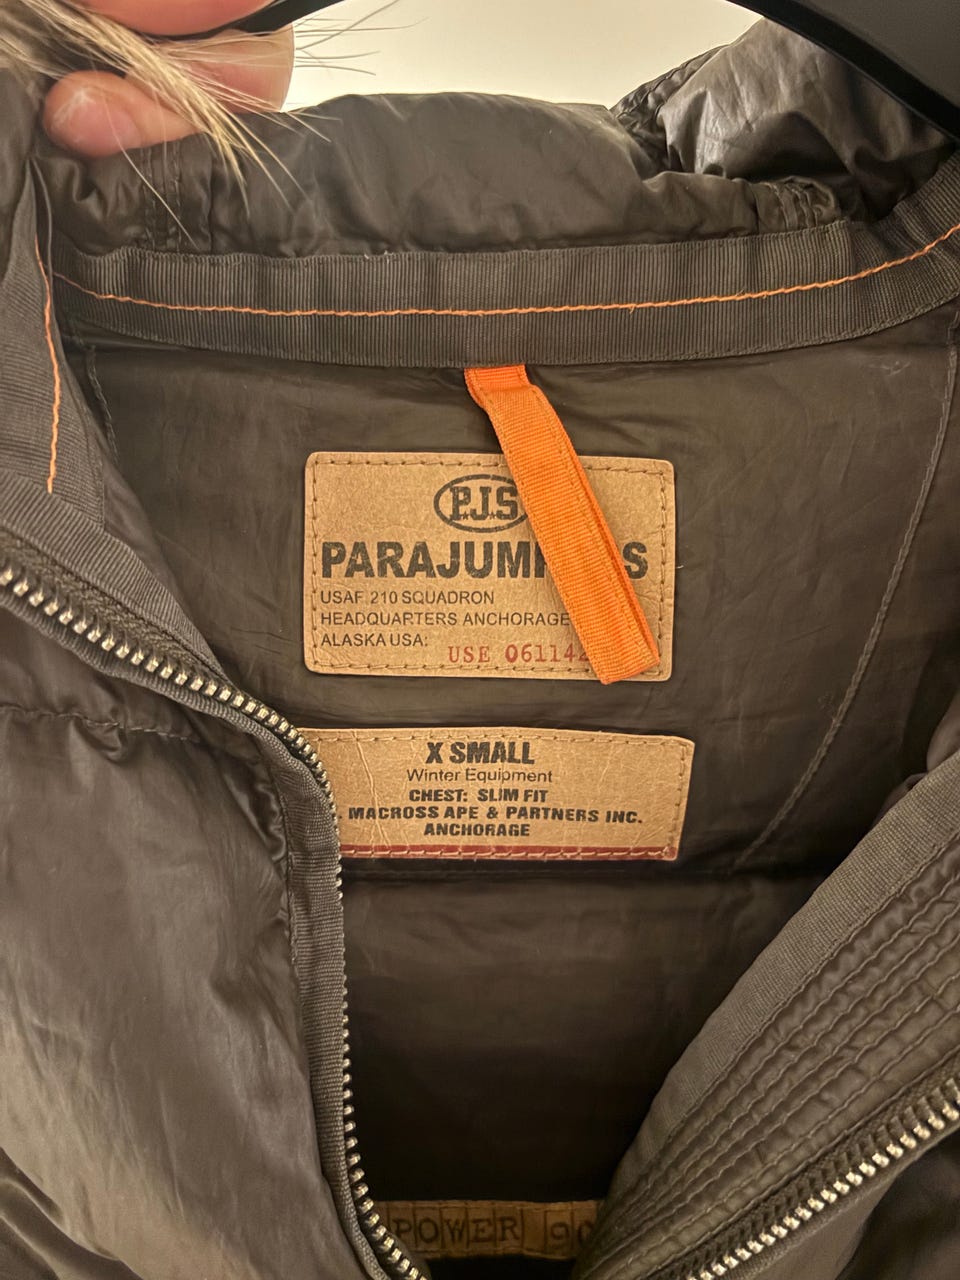 P.J.S
USAF 210 SQUADRON
HEADQUARTERS ANCHORAGE
ALASKA USA:
USE 06114
X SMALL
Winter Equipment
CHEST: SLIM FIT
. MACROSS APE & PARTNERS INC.
ANCHORAGE
POWER 90